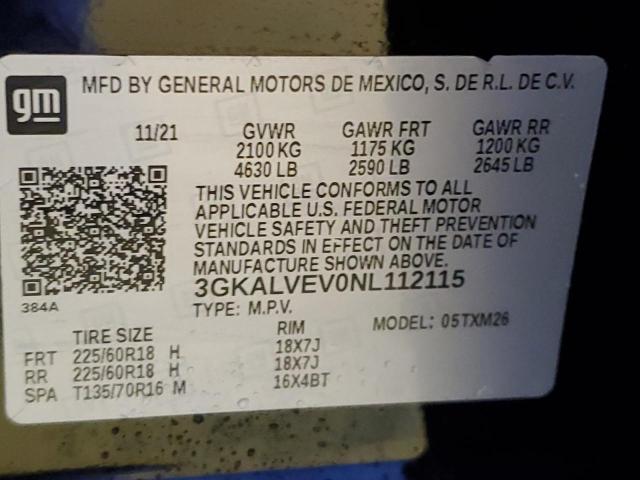 gm
MFD BY GENERAL MOTORS DE MEXICO, S. DE R.L. DE C.V.
11/21 GVWR GAWR FRT GAWR RR
2100 KG 1175 KG 1200 KG
4630 LB 2590 LB 2645 LB
THIS VEHICLE CONFORMS TO ALL
APPLICABLE U.S. FEDERAL MOTOR
VEHICLE SAFETY AND THEFT PREVENTION
STANDARDS IN EFFECT ON THE DATE OF
MANUFACTURE SHOWN ABOVE.
384A
3GKALVEV0NL112115
TYPE: M.P.V. MODEL: 05TXM26
TIRE SIZE RIM
FRT 225/60R18 H 18X7J
RR 225/60R18 H 18X7J
SPA T135/70R16 M 16X4BT